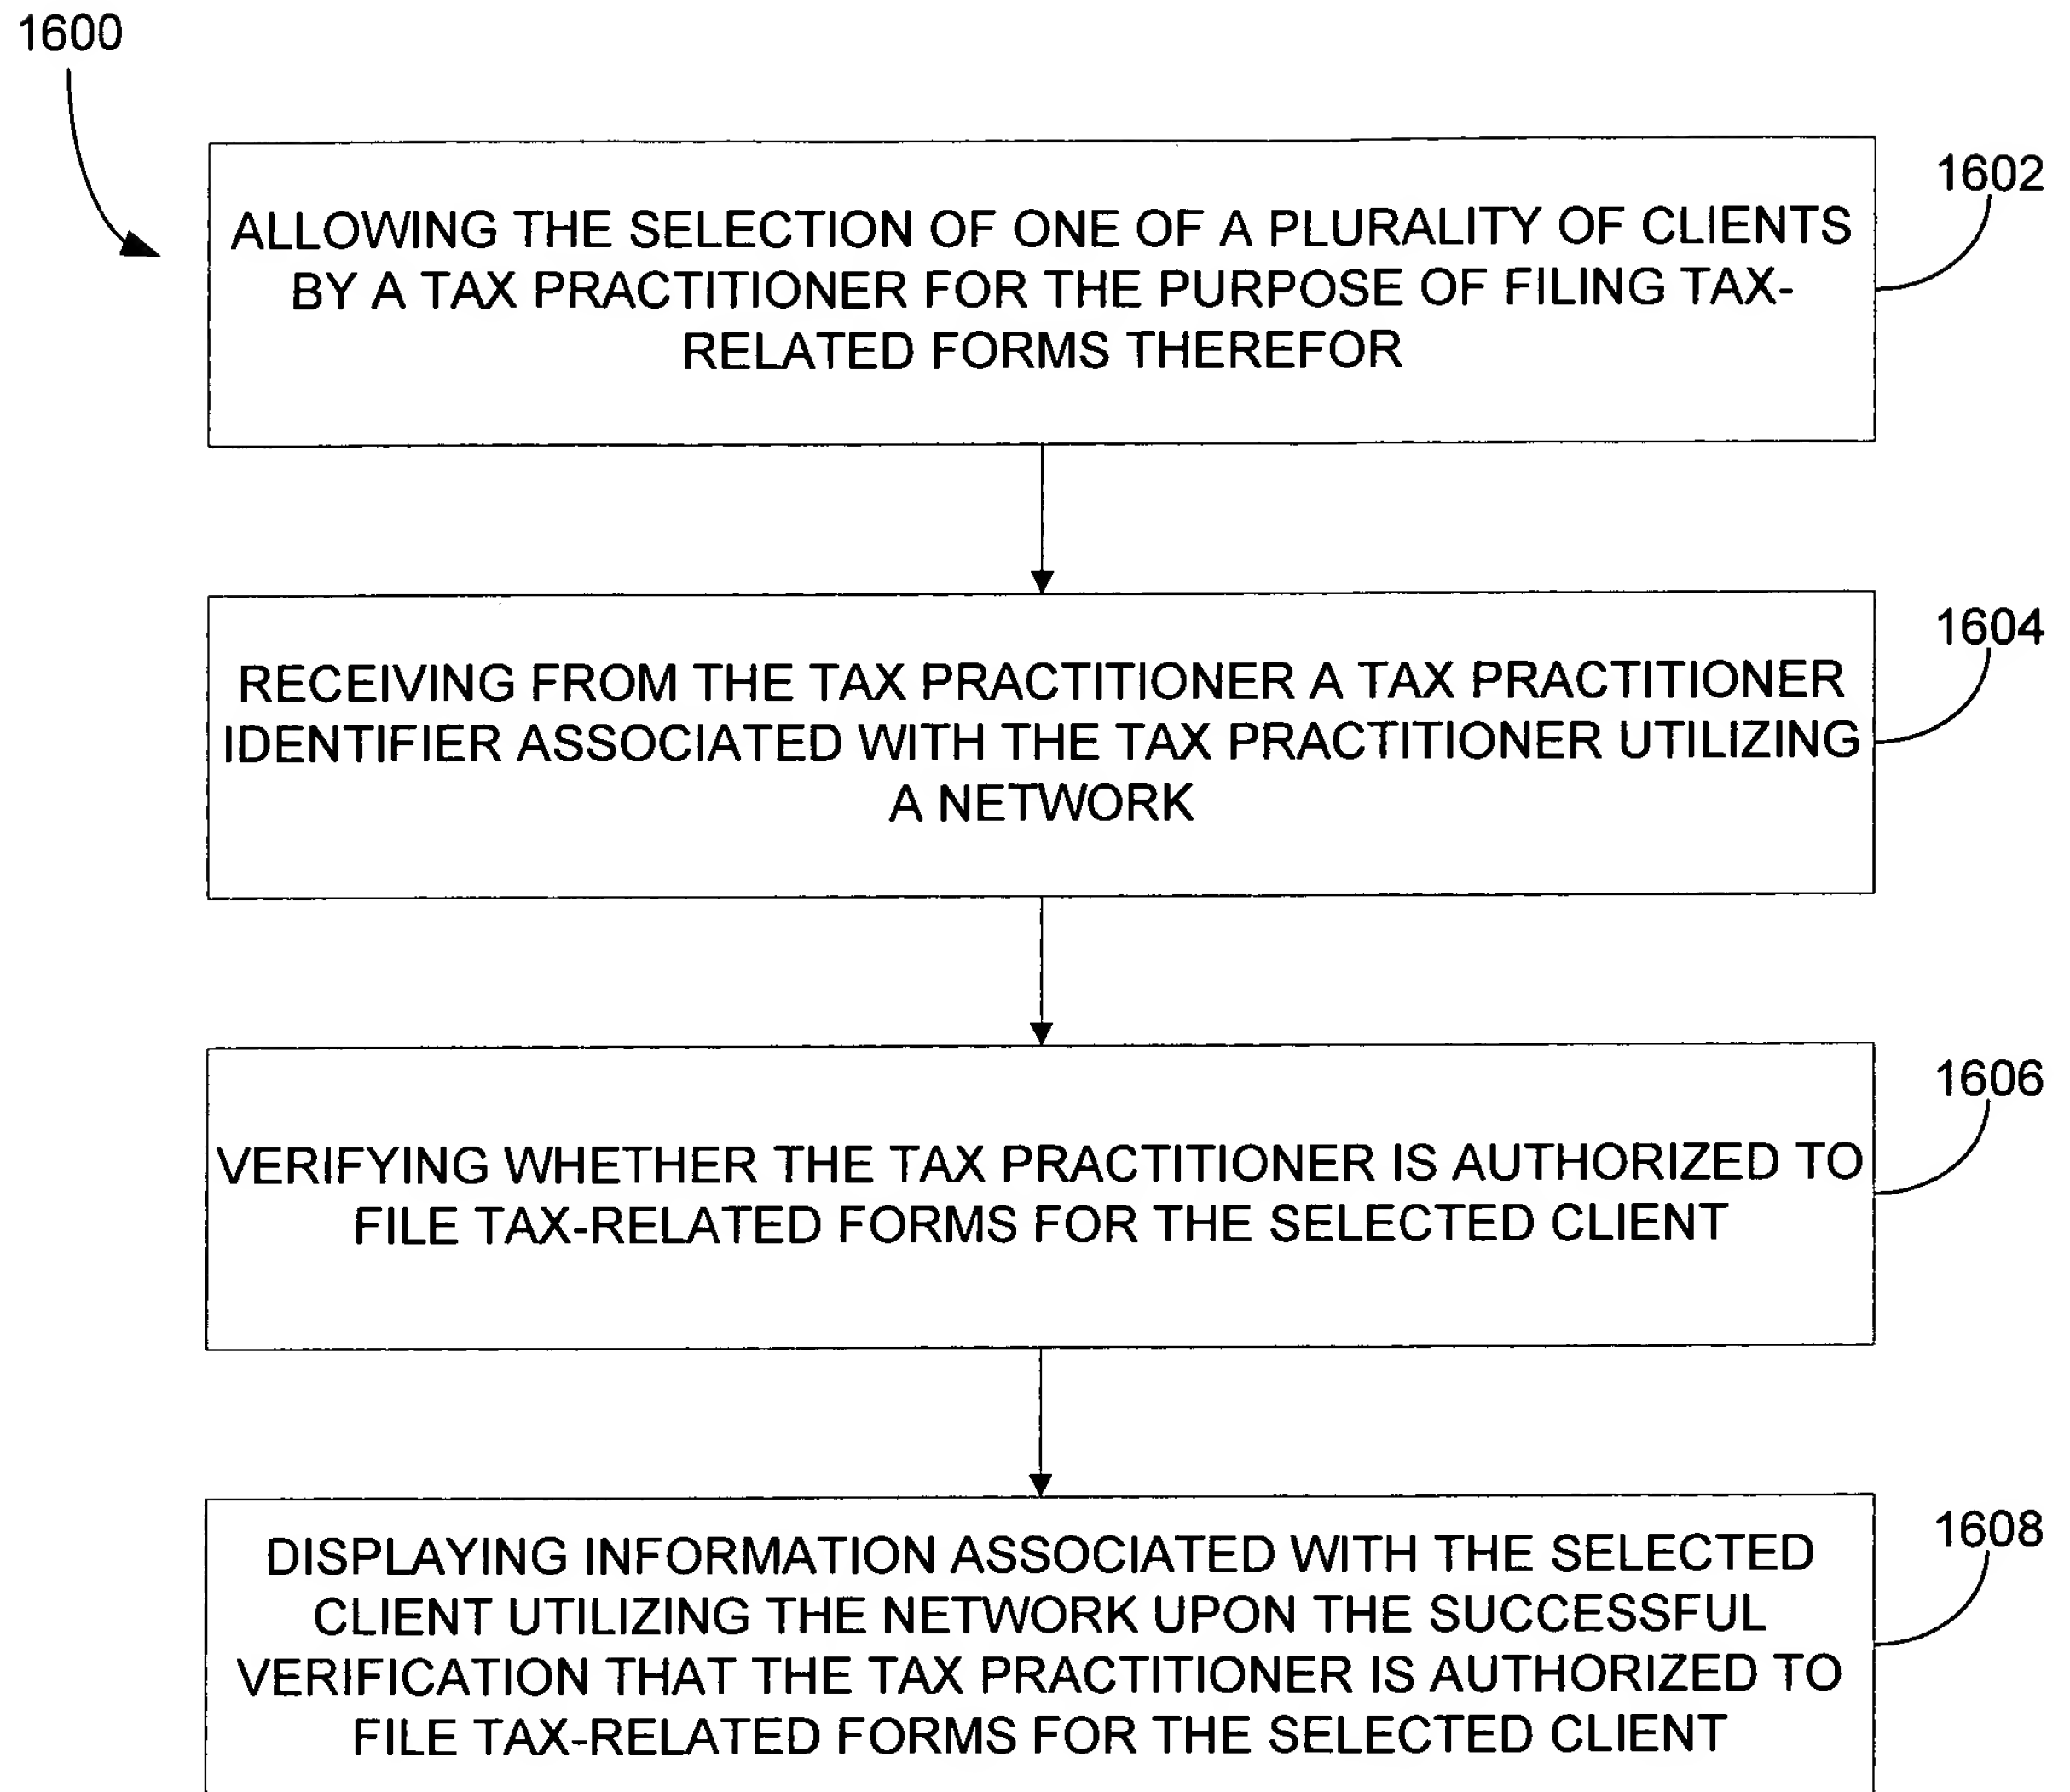 1600
1602
ALLOWING THE SELECTION OF ONE OF A PLURALITY OF CLIENTS
BY A TAX PRACTITIONER FOR THE PURPOSE OF FILING TAX-
RELATED FORMS THEREFOR
1604
RECEIVING FROM THE TAX PRACTITIONER A TAX PRACTITIONER
IDENTIFIER ASSOCIATED WITH THE TAX PRACTITIONER UTILIZING
A NETWORK
1606
VERIFYING WHETHER THE TAX PRACTITIONER IS AUTHORIZED TO
FILE TAX-RELATED FORMS FOR THE SELECTED CLIENT
1608
DISPLAYING INFORMATION ASSOCIATED WITH THE SELECTED
CLIENT UTILIZING THE NETWORK UPON THE SUCCESSFUL
VERIFICATION THAT THE TAX PRACTITIONER IS AUTHORIZED TO
FILE TAX-RELATED FORMS FOR THE SELECTED CLIENT